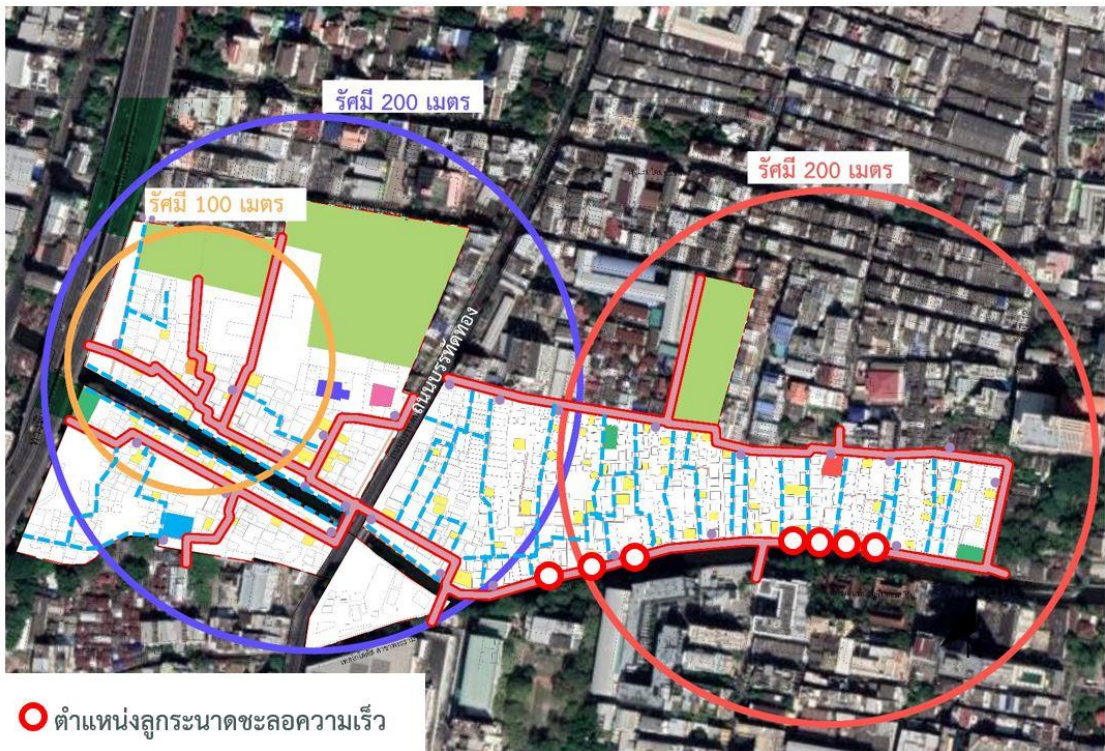 รัศมี 200 เมตร
รัศมี 200 เมตร
รัศมี 100 เมตร
ถนนบรรทัดทอง
ตำแหน่งลูกระนาดชะลอความเร็ว